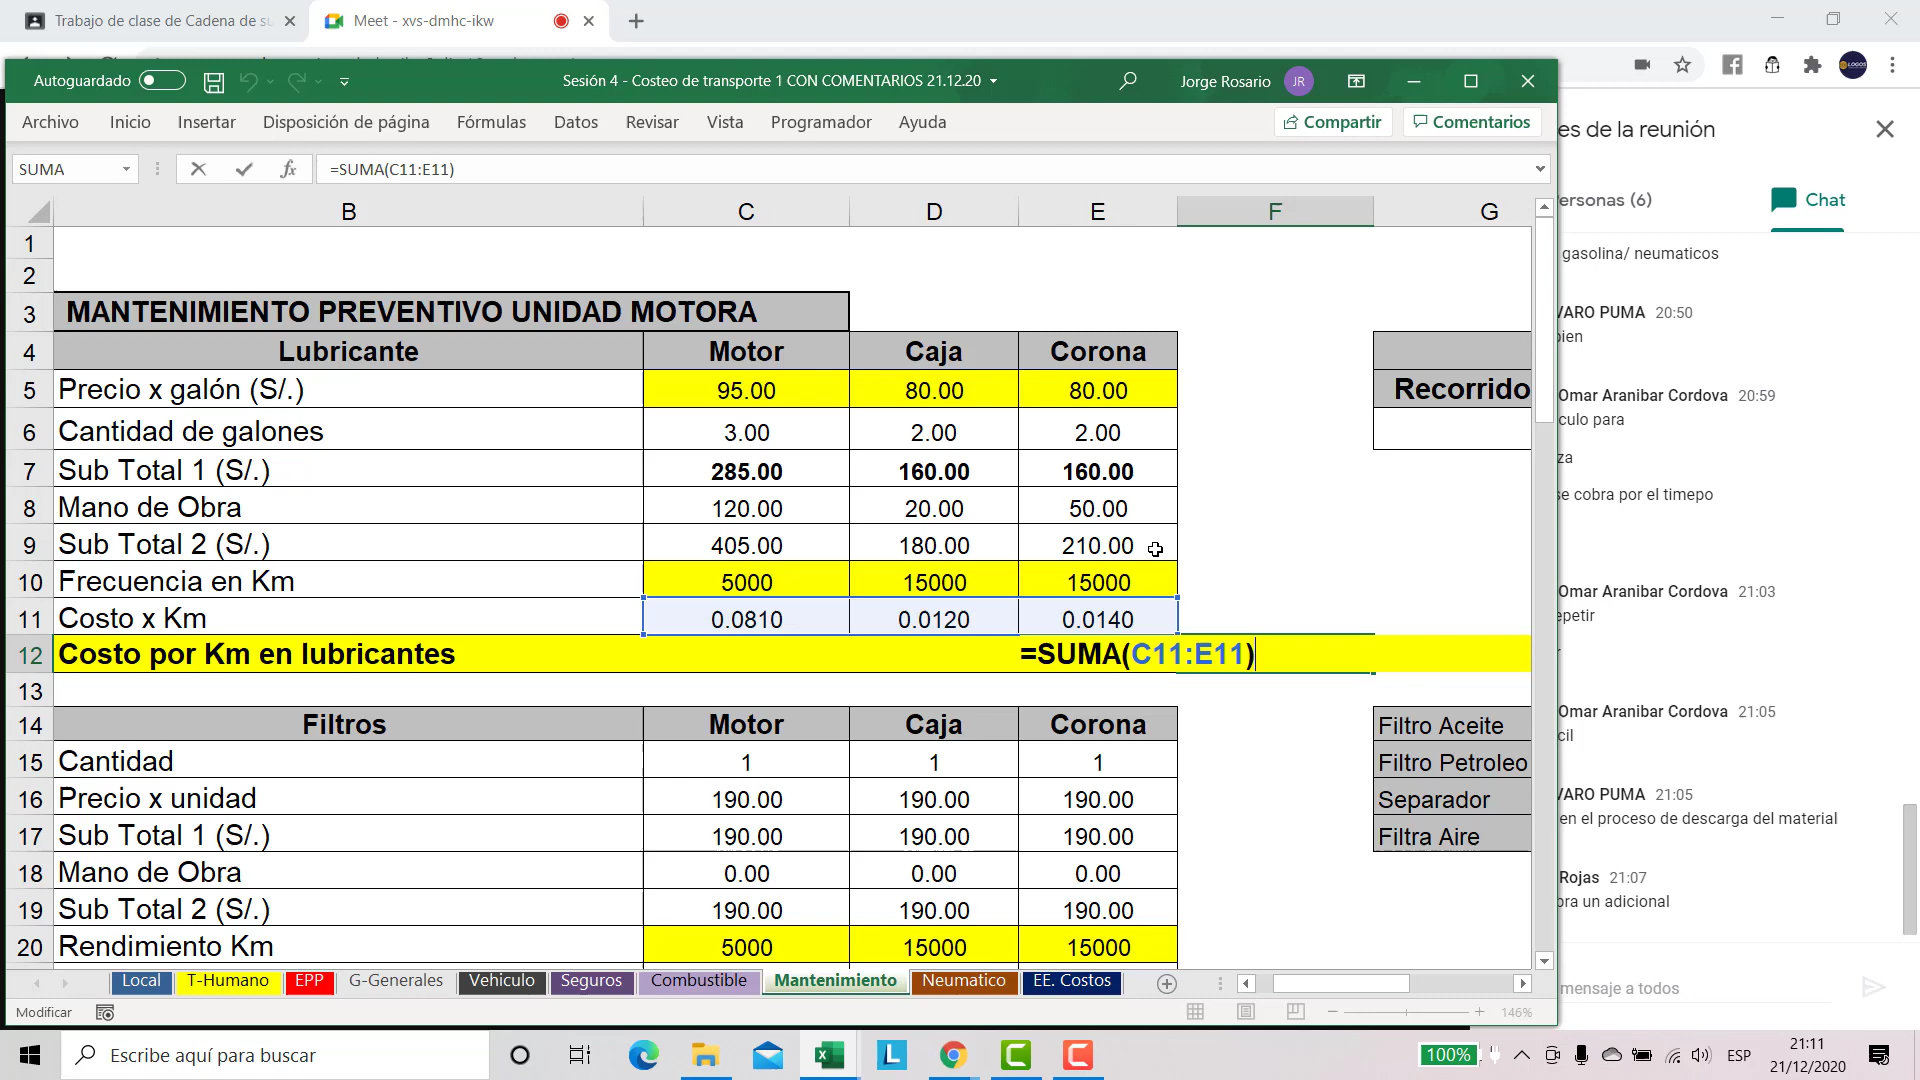 Trabajo de clase de Cadena de su
Meet - xvs-dmhc-ikw
Autoguardado
Sesión 4 - Costeo de transporte 1 CON COMENTARIOS 21.12.20
Jorge Rosario
JR
Archivo Inicio Insertar Disposición de página Fórmulas Datos Revisar Vista Programador Ayuda
Compartir
Comentarios
SUMA
fx
=SUMA(C11:E11)
B C D E F G
1
2
3 MANTENIMIENTO PREVENTIVO UNIDAD MOTORA
4 Lubricante Motor Caja Corona
5 Precio x galón (S/.) 95.00 80.00 80.00 Recorrido
6 Cantidad de galones 3.00 2.00 2.00
7 Sub Total 1 (S/.) 285.00 160.00 160.00
8 Mano de Obra 120.00 20.00 50.00
9 Sub Total 2 (S/.) 405.00 180.00 210.00
10 Frecuencia en Km 5000 15000 15000
11 Costo x Km 0.0810 0.0120 0.0140
12 Costo por Km en lubricantes =SUMA(C11:E11)
13
14 Filtros Motor Caja Corona Filtro Aceite
15 Cantidad 1 1 1 Filtro Petroleo
16 Precio x unidad 190.00 190.00 190.00 Separador
17 Sub Total 1 (S/.) 190.00 190.00 190.00 Filtra Aire
18 Mano de Obra 0.00 0.00 0.00
19 Sub Total 2 (S/.) 190.00 190.00 190.00
20 Rendimiento Km 5000 15000 15000
Local T-Humano EPP G-Generales Vehiculo Seguros Combustible Mantenimiento Neumatico EE. Costos
Modificar
146%
es de la reunión
ersonas (6)
Chat
gasolina/ neumaticos
VARO PUMA 20:50
bien
Omar Aranibar Cordova 20:59
culo para
za
se cobra por el timepo
Omar Aranibar Cordova 21:03
epetir
r
Omar Aranibar Cordova 21:05
cil
VARO PUMA 21:05
en el proceso de descarga del material
Rojas 21:07
bra un adicional
mensaje a todos
Escribe aquí para buscar
100%
ESP
21:11
21/12/2020